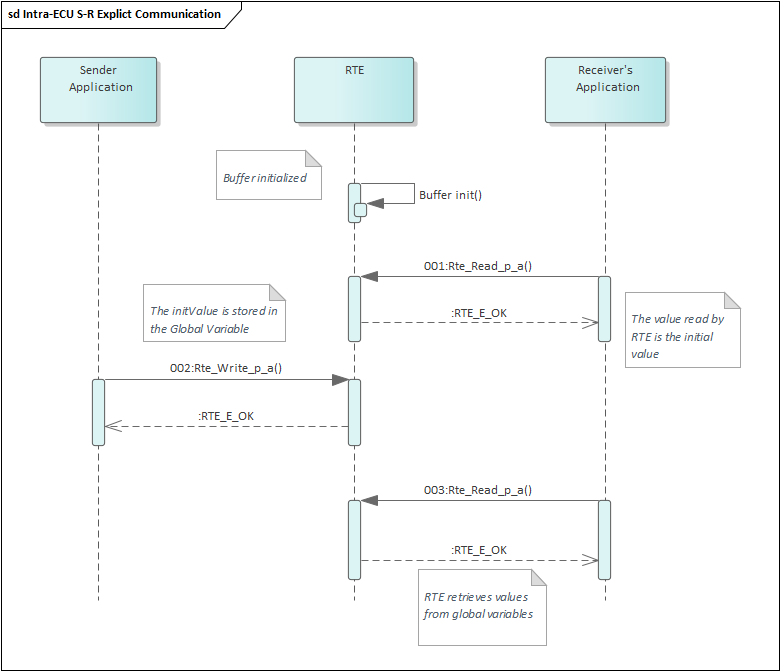 sd Intra-ECU S-R Explict Communication
Sender
Application
RTE
Receiver's
Application
Buffer initialized
Buffer init()
001:Rte_Read_p_a()
The initValue is stored in
the Global Variable
:RTE_E_OK
The value read by
RTE is the initial
value
002:Rte_Write_p_a()
:RTE_E_OK
003:Rte_Read_p_a()
:RTE_E_OK
RTE retrieves values
from global variables